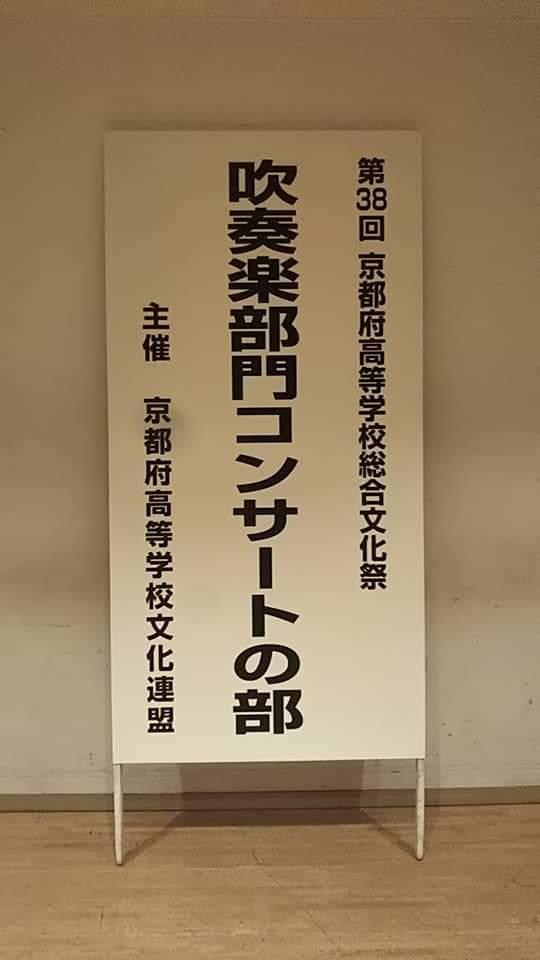 第38回 京都府高等学校総合文化祭
吹奏楽部門コンサートの部
主催 京都府高等学校文化連盟